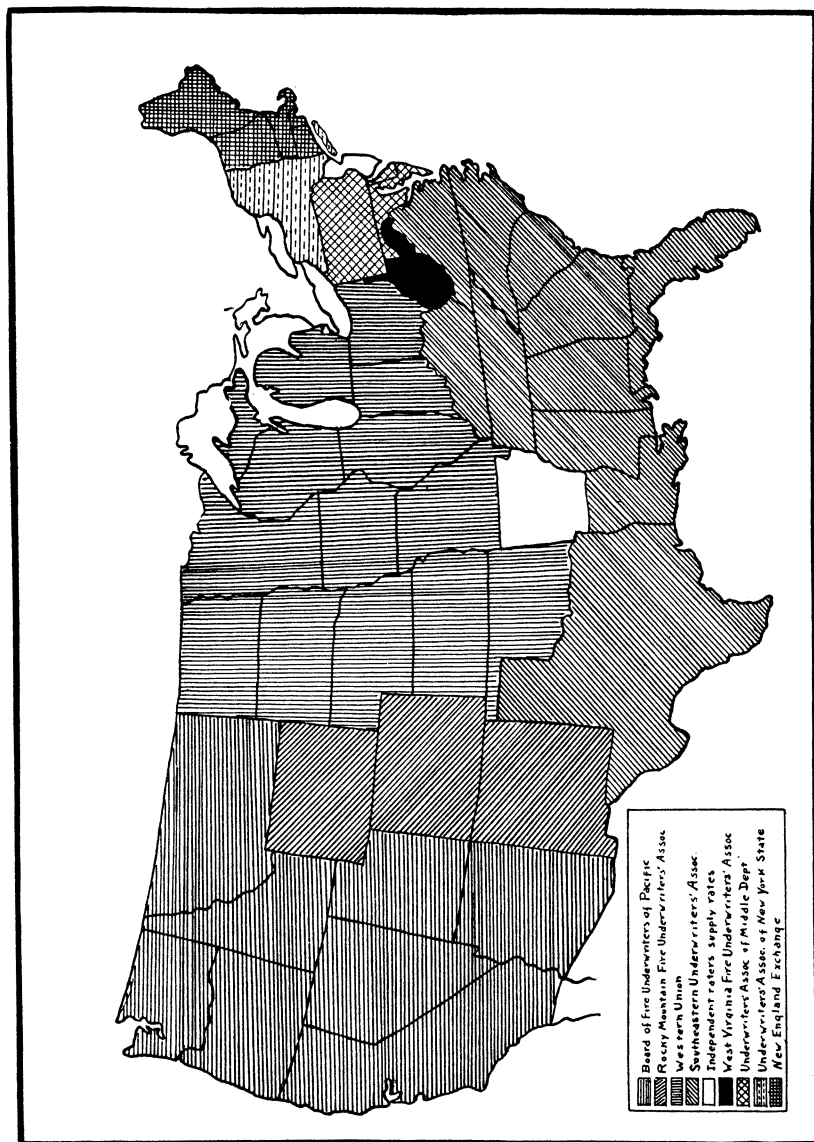 Board of Fire Underwriters of Pacific
Rocky Mountain Fire Underwriters' Assoc
Western Union
Southeastern Underwriters' Assoc.
Independent raters supply rates
West Virginia Fire Underwriters' Assoc
Underwriters' Assoc of Middle Dept
Underwriters' Assoc. of New York State
New England Exchange